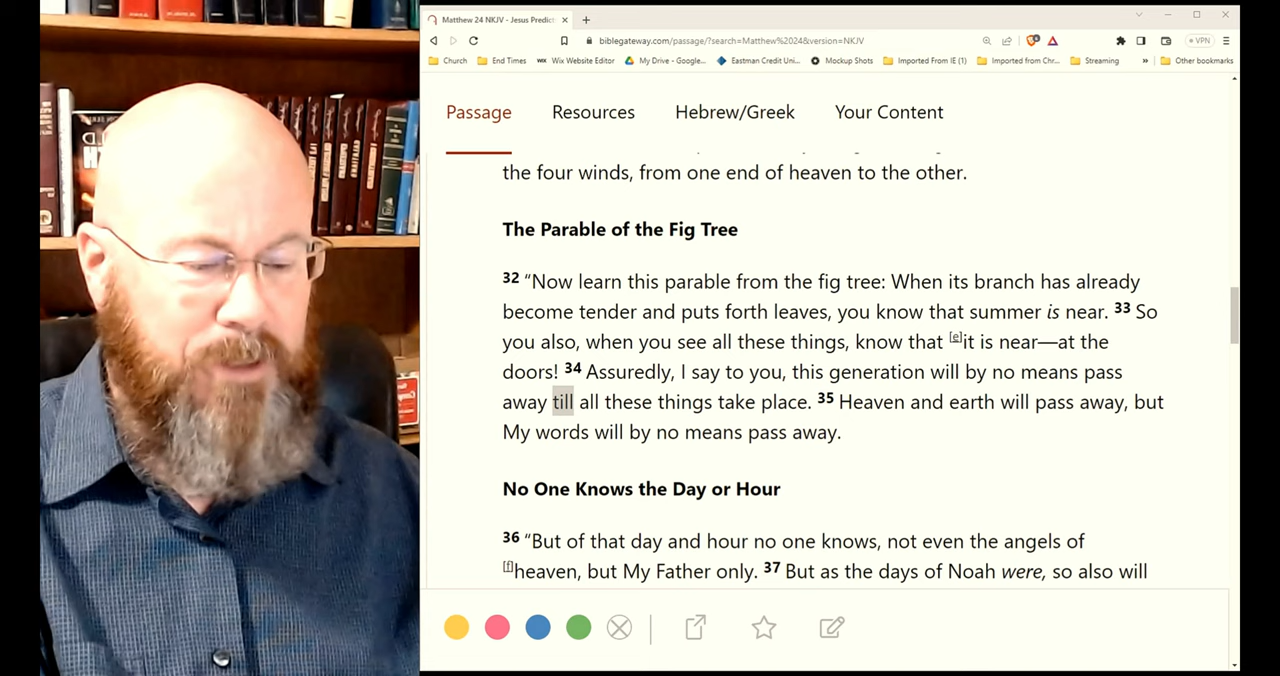 Matthew 24 NKJV - Jesus Predict
biblegateway.com/passage/?search=Matthew%2024&version=NKJV
VPN
Church End Times Wix Website Editor My Drive - Google... Eastman Credit Uni... Mockup Shots Imported From IE (1) Imported from Chr... Streaming » Other bookmarks
Passage Resources Hebrew/Greek Your Content
the four winds, from one end of heaven to the other.
The Parable of the Fig Tree
32 “Now learn this parable from the fig tree: When its branch has already
become tender and puts forth leaves, you know that summer is near. 33 So
you also, when you see all these things, know that [e]it is near—at the
doors! 34 Assuredly, I say to you, this generation will by no means pass
away till all these things take place. 35 Heaven and earth will pass away, but
My words will by no means pass away.
No One Knows the Day or Hour
36 “But of that day and hour no one knows, not even the angels of
[f]heaven, but My Father only. 37 But as the days of Noah were, so also will